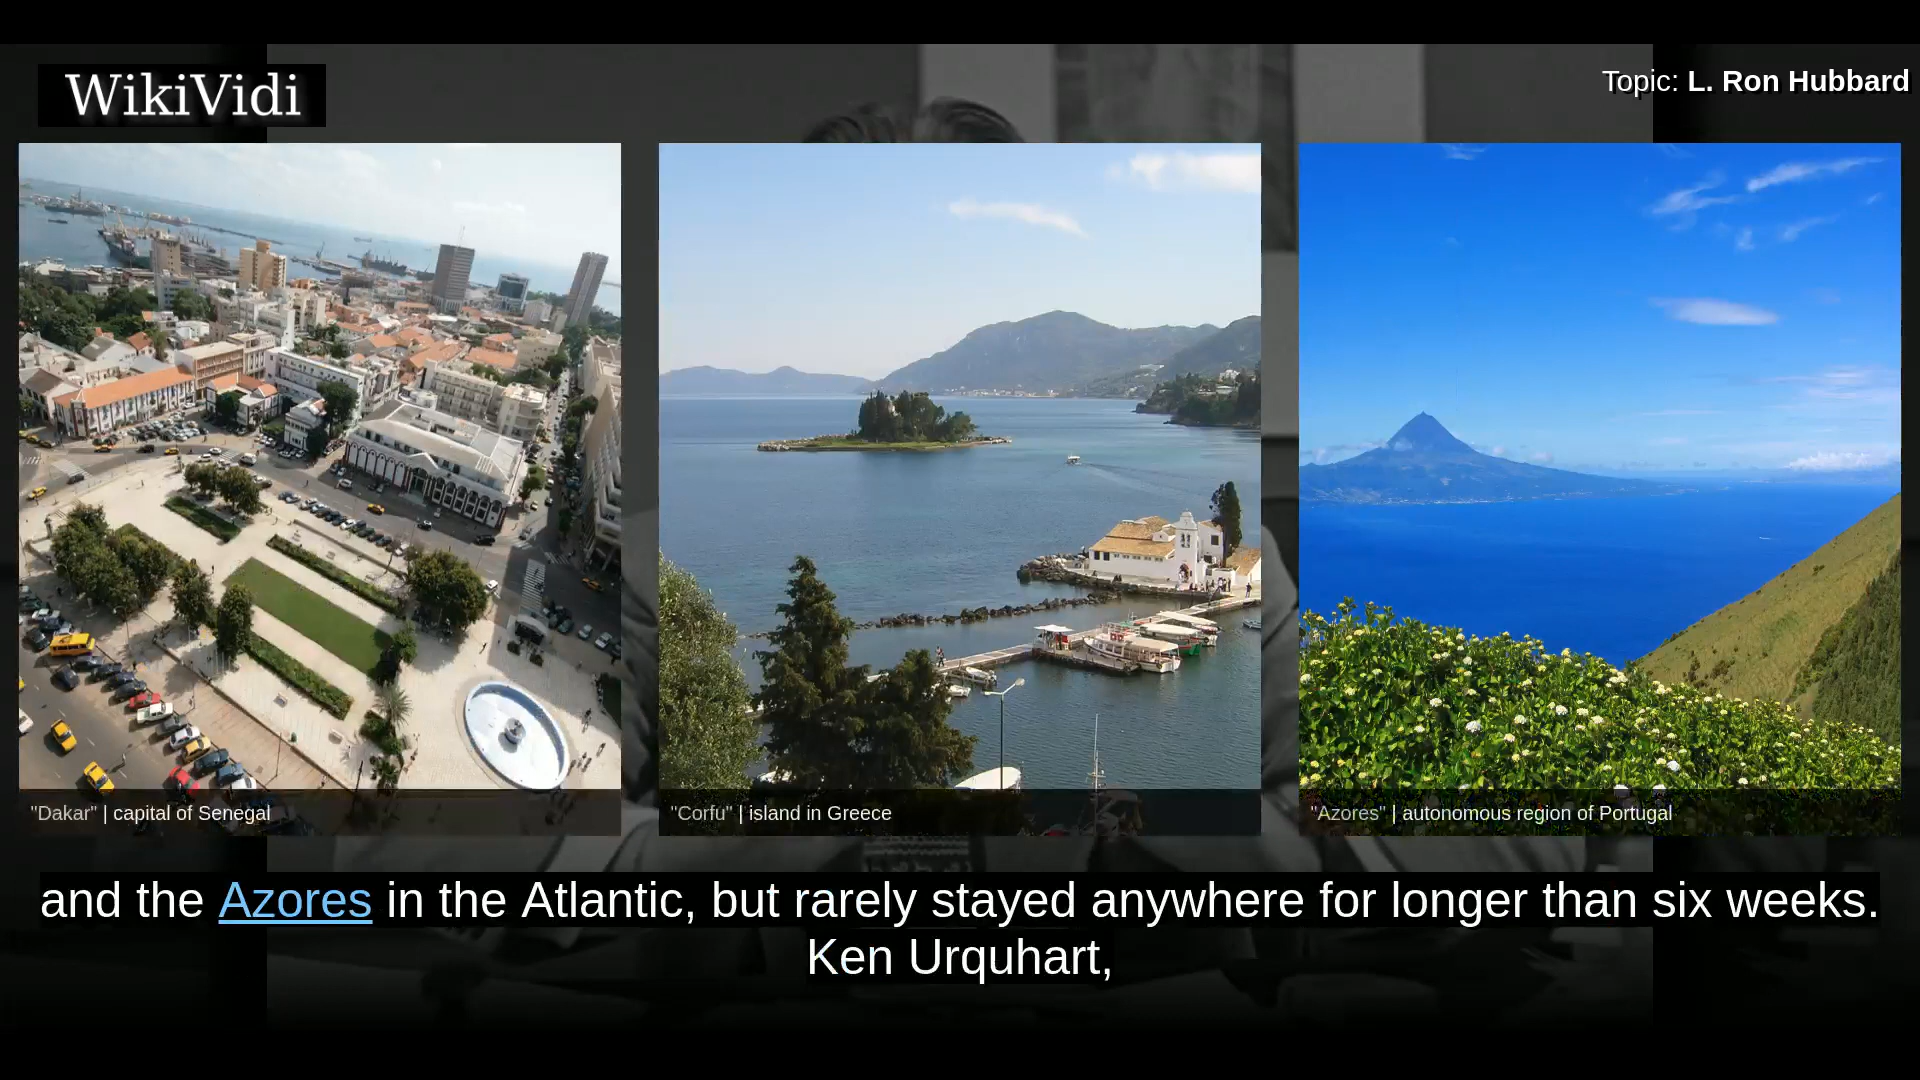 WikiVidi
Topic: L. Ron Hubbard
"Dakar" | capital of Senegal
"Corfu" | island in Greece
"Azores" | autonomous region of Portugal
and the Azores in the Atlantic, but rarely stayed anywhere for longer than six weeks.
Ken Urquhart,